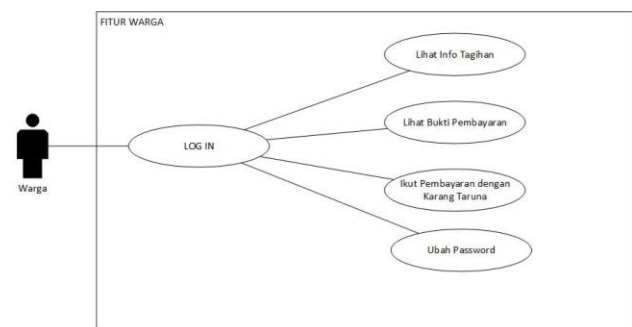 FITUR WARGA
Lihat Info Tagihan
Lihat Bukti Pembayaran
LOG IN
Warga
Ikut Pembayaran dengan
Karang Taruna
Ubah Password